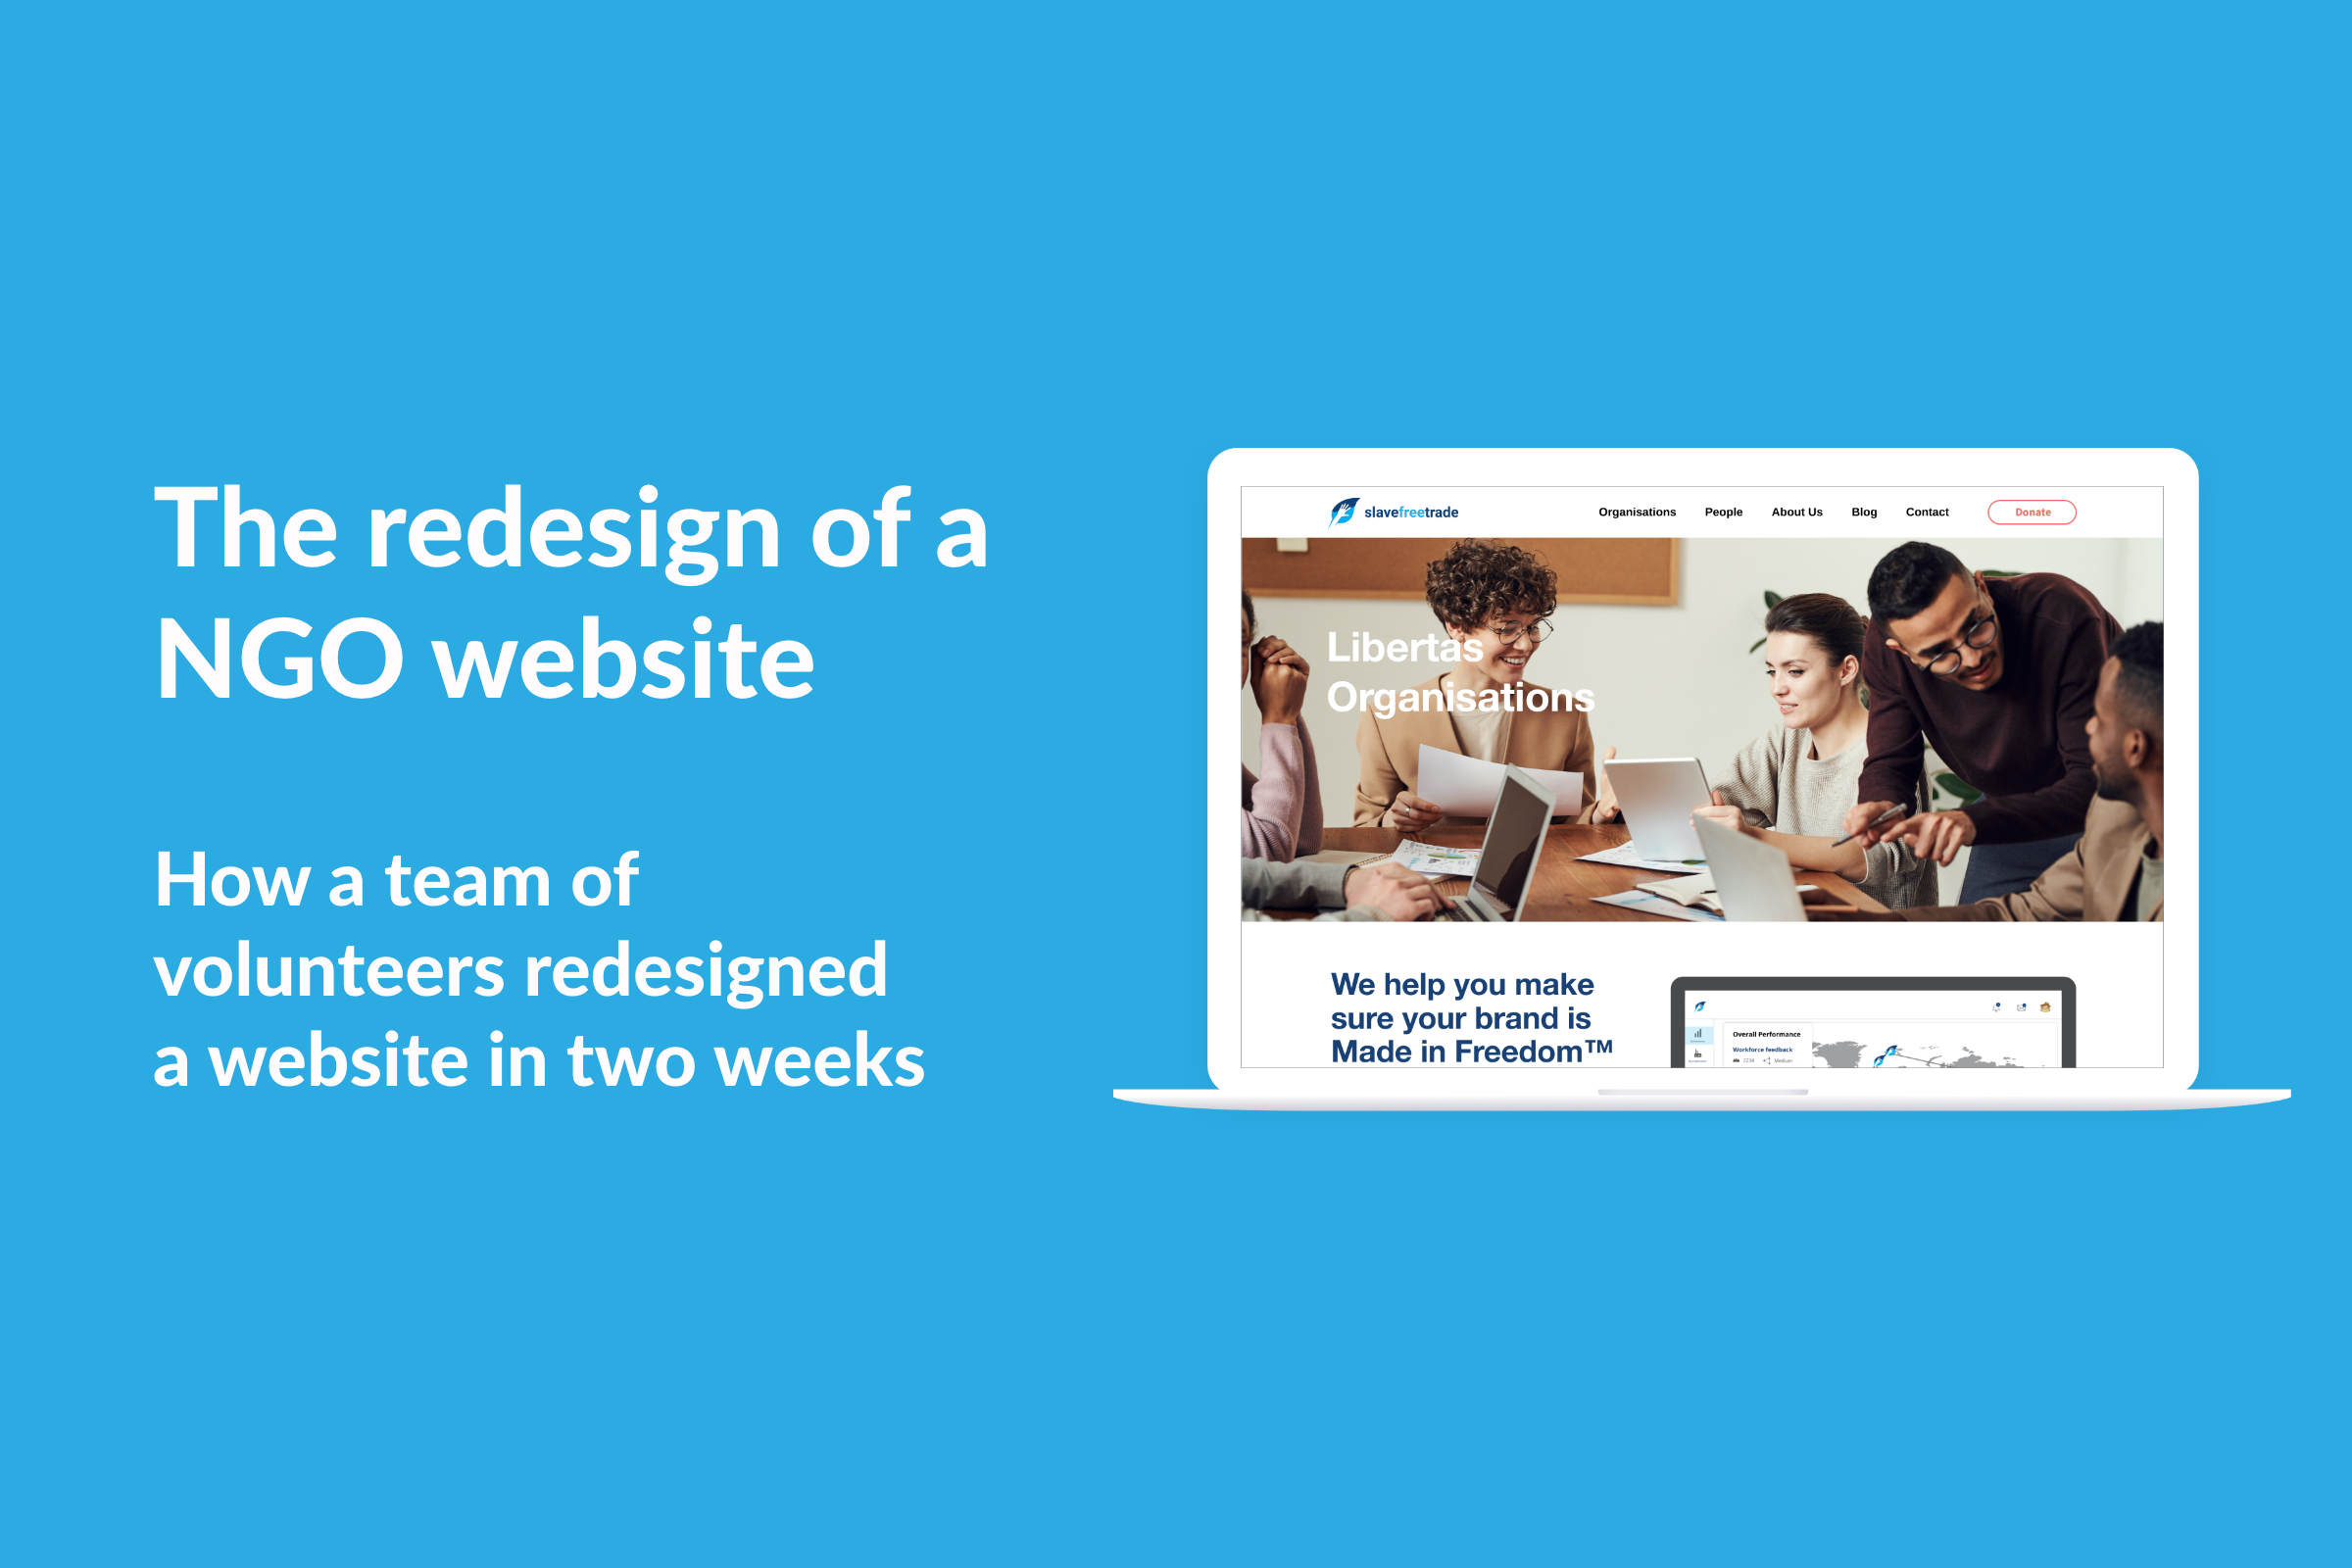 The redesign of a
NGO website
How a team of
volunteers redesigned
a website in two weeks
slavefreetrade
Organisations People About Us Blog Contact Donate
Libertas
Organisations
We help you make
sure your brand is
Made in Freedom™
Overall Performance
Workforce feedback
2234 Medium